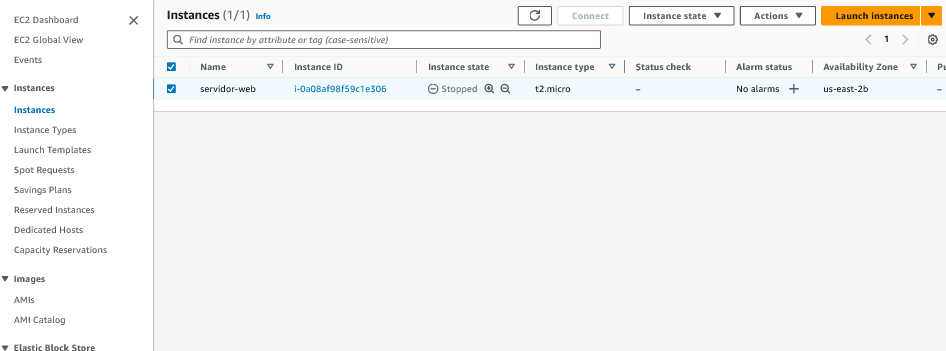 EC2 Dashboard
EC2 Global View
Events
Instances
Instances
Instance Types
Launch Templates
Spot Requests
Savings Plans
Reserved Instances
Dedicated Hosts
Capacity Reservations
Images
AMIs
AMI Catalog
Elastic Block Store
Instances (1/1) Info
Connect Instance state Actions Launch instances
Find instance by attribute or tag (case-sensitive) 1
Name Instance ID Instance state Instance type Status check Alarm status Availability Zone
servidor-web i-0a08af98f59c1e306 Stopped t2.micro – No alarms + us-east-2b –